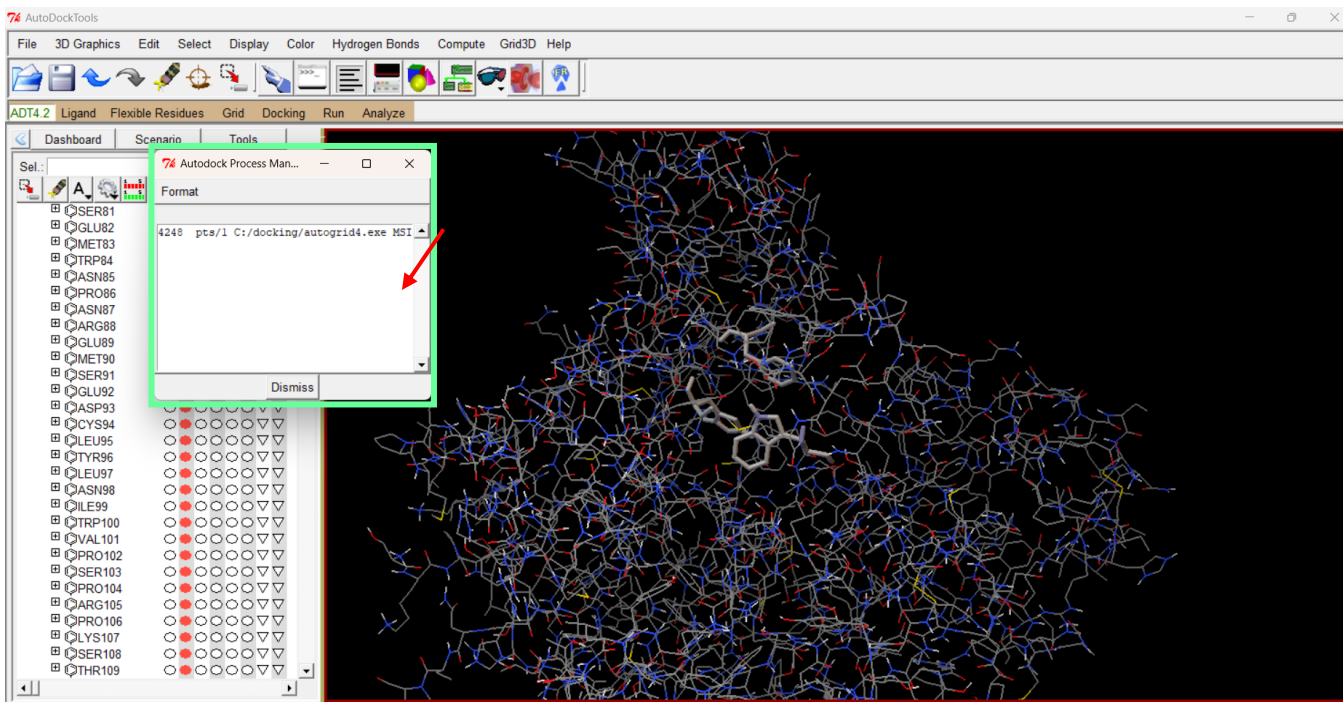 AutoDockTools
File 3D Graphics Edit Select Display Color Hydrogen Bonds Compute Grid3D Help
ADT4.2 Ligand Flexible Residues Grid Docking Run Analyze
Dashboard Scenario Tools
Sel.:
A
Autodock Process Man...
Format
4248 pts/1 C:/docking/autogrid4.exe MSI
Dismiss
SER81
GLU82
MET83
TRP84
ASN85
PRO86
ASN87
ARG88
GLU89
MET90
SER91
GLU92
ASP93
CYS94
LEU95
TYR96
LEU97
ASN98
ILE99
TRP100
VAL101
PRO102
SER103
PRO104
ARG105
PRO106
LYS107
SER108
THR109